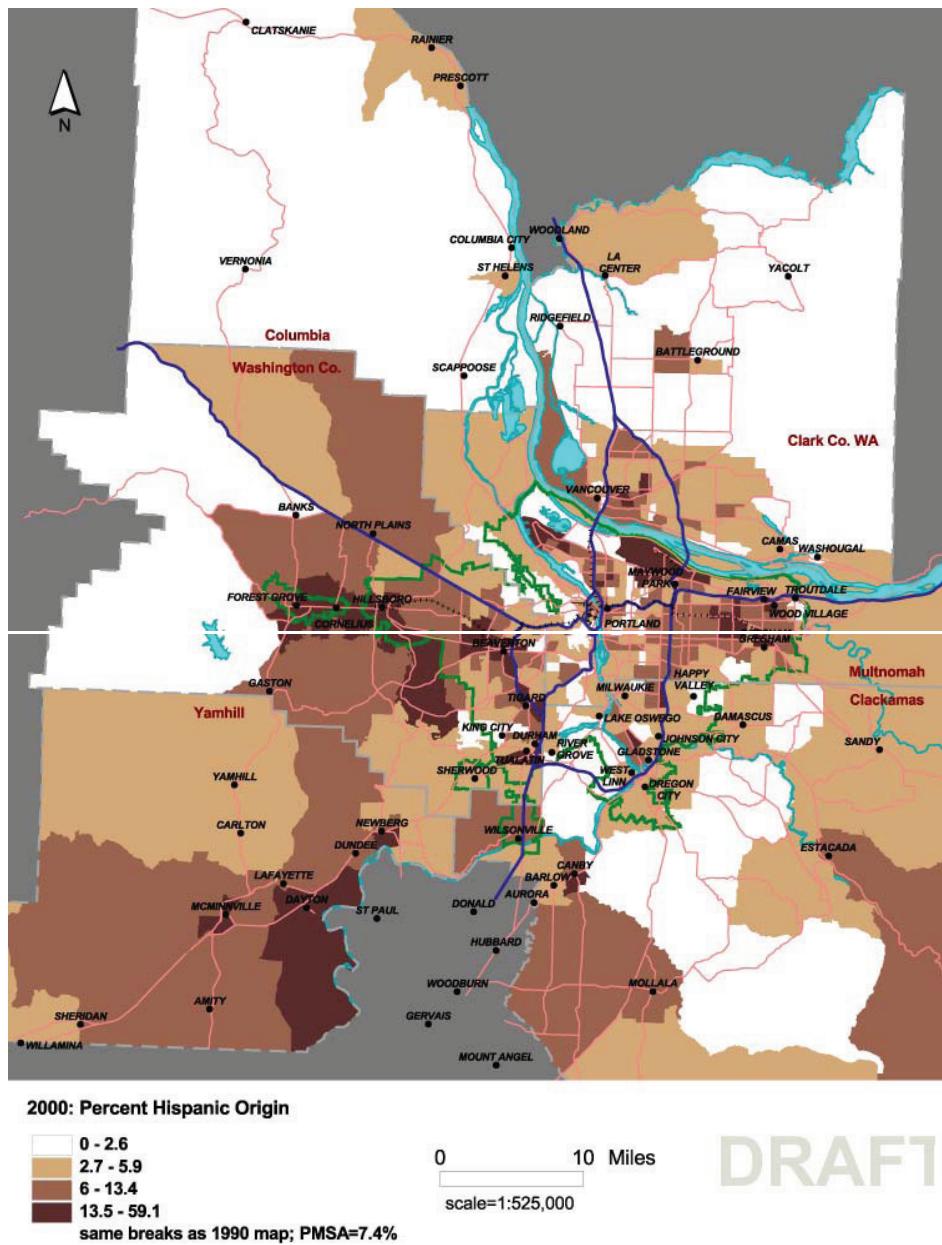 CLATSKANIE
RAINIER
PRESCOTT
N
WOODLAND
COLUMBIA CITY
LA
CENTER
VERNONIA
ST HELENS
YACOLT
RIDGEFIELD
Columbia
BATTLEGROUND
Washington Co.
SCAPPOOSE
Clark Co. WA
VANCOUVER
BANKS
NORTH PLAINS
CAMAS
WASHOUGAL
MAYWOOD
PARK
FOREST GROVE
HILLSBORO
FAIRVIEW
TROUTDALE
CORNELIUS
PORTLAND
WOOD VILLAGE
BEAVERTON
GRESHAM
GASTON
HAPPY
VALLEY
Multnomah
MILWAUKIE
Clackamas
Yamhill
TIGARD
LAKE OSWEGO
DAMASCUS
KING CITY
DURHAM
JOHNSON CITY
SANDY
TUALATIN
RIVER
GROVE
GLADSTONE
SHERWOOD
WEST
LINN
OREGON
CITY
YAMHILL
CARLTON
NEWBERG
WILSONVILLE
DUNDEE
ESTACADA
CANBY
LAFAYETTE
BARLOW
DAYTON
AURORA
MCMINNVILLE
ST PAUL
DONALD
HUBBARD
WOODBURN
MOLLALA
AMITY
SHERIDAN
GERVAIS
WILLAMINA
MOUNT ANGEL
2000: Percent Hispanic Origin
0 - 2.6
2.7 - 5.9
6 - 13.4
13.5 - 59.1
same breaks as 1990 map; PMSA=7.4%
0 10 Miles
scale=1:525,000
DRAFT